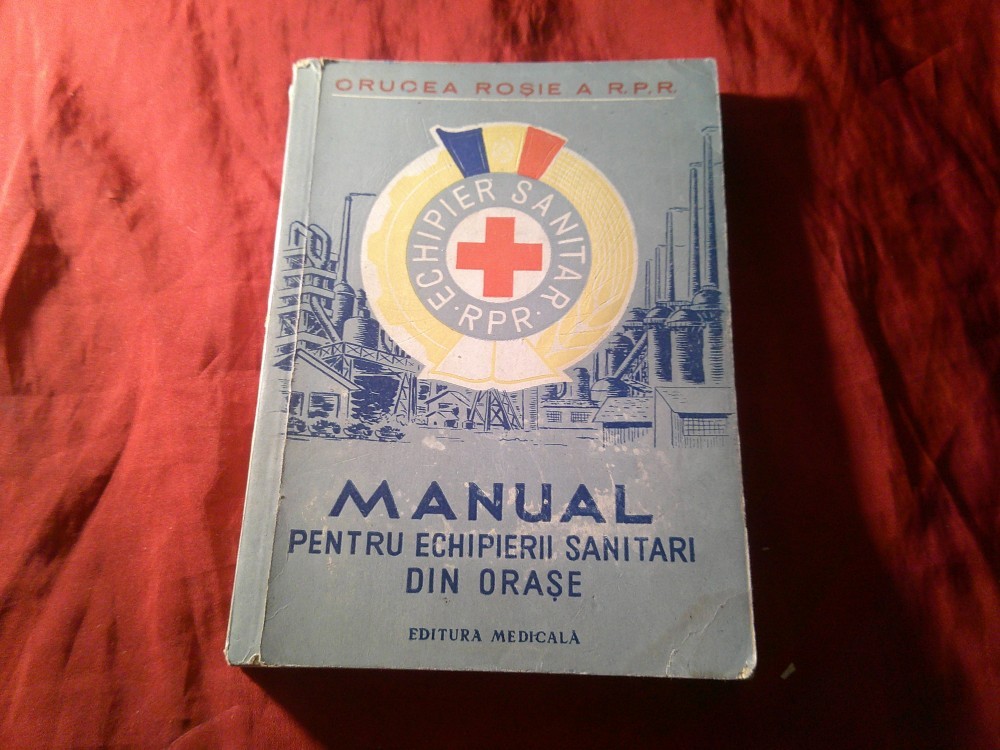 CRUCEA ROȘIE A R.P.R.
ECHIPIER SANITAR
·RPR·
MANUAL
PENTRU ECHIPIERII SANITARI
DIN ORAȘE
EDITURA MEDICALĂ